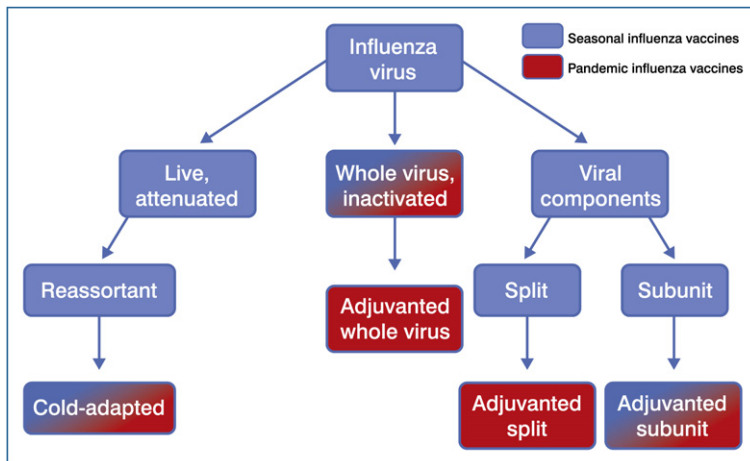 Influenza
virus
Seasonal influenza vaccines
Pandemic influenza vaccines
Live,
attenuated
Whole virus,
inactivated
Viral
components
Reassortant
Adjuvanted
whole virus
Split
Subunit
Cold-adapted
Adjuvanted
split
Adjuvanted
subunit